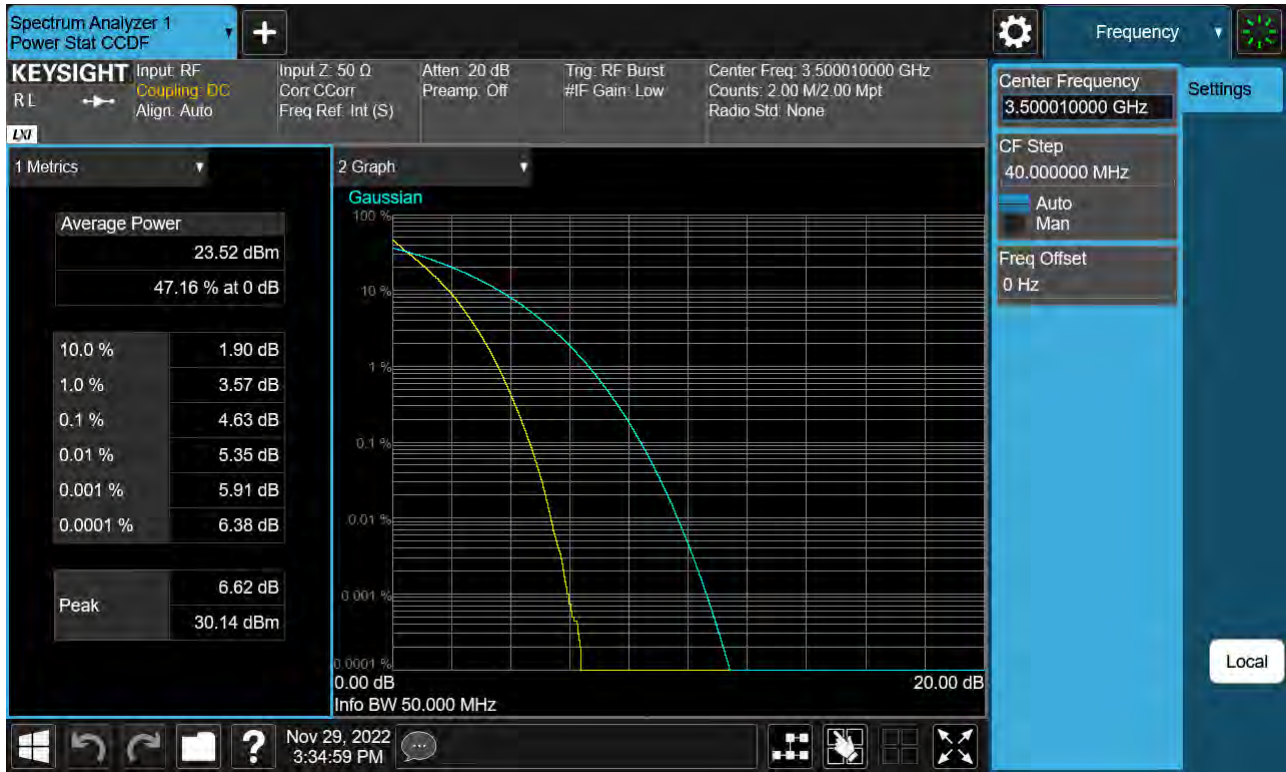 Spectrum Analyzer 1
Power Stat CCDF
Frequency
KEYSIGHT
RL
LXI
Input: RF
Coupling: DC
Align: Auto
Input Z: 50 Ω
Corr CCorr
Freq Ref: Int (S)
Atten: 20 dB
Preamp: Off
Trig: RF Burst
#IF Gain: Low
Center Freq: 3.500010000 GHz
Counts: 2.00 M/2.00 Mpt
Radio Std: None
Center Frequency
3.500010000 GHz
Settings
CF Step
40.000000 MHz
Auto
Man
Freq Offset
0 Hz
1 Metrics
Average Power
23.52 dBm
47.16 % at 0 dB
10.0 % 1.90 dB
1.0 % 3.57 dB
0.1 % 4.63 dB
0.01 % 5.35 dB
0.001 % 5.91 dB
0.0001 % 6.38 dB
Peak
6.62 dB
30.14 dBm
2 Graph
Gaussian
100 %
10 %
1 %
0.1 %
0.01 %
0.001 %
0.0001 %
0.00 dB 20.00 dB
Info BW 50.000 MHz
Local
?
Nov 29, 2022
3:34:59 PM